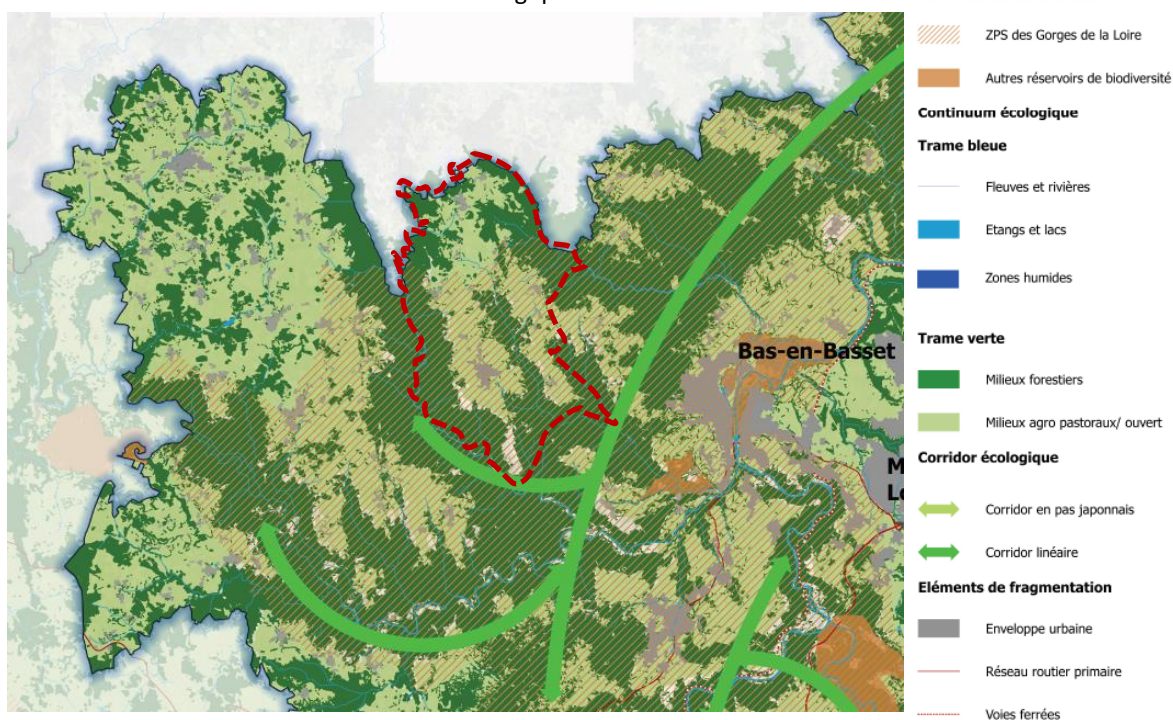 Bas-en-Basset
M
L
ZPS des Gorges de la Loire
Autres réservoirs de biodiversité
Continuum écologique
Trame bleue
Fleuves et rivières
Etangs et lacs
Zones humides
Trame verte
Milieux forestiers
Milieux agro pastoraux/ ouvert
Corridor écologique
Corridor en pas japonnais
Corridor linéaire
Eléments de fragmentation
Enveloppe urbaine
Réseau routier primaire
Voies ferrées